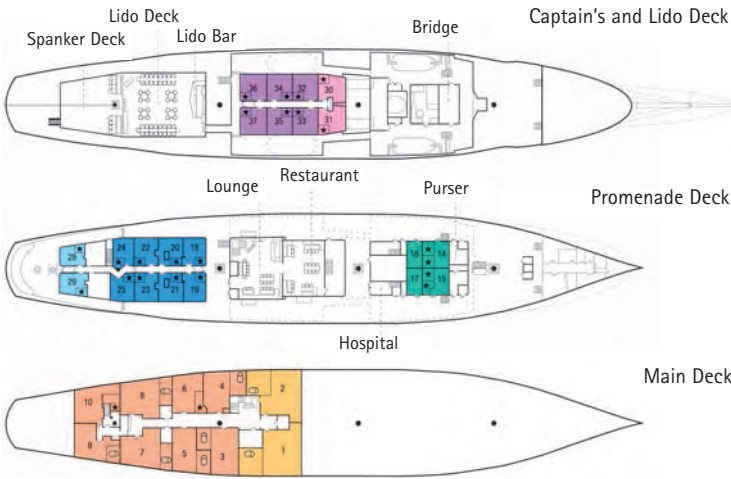 Captain's and Lido Deck
Lido Deck
Bridge
Spanker Deck
Lido Bar
36 34 32 30
37 35 33 31
Restaurant
Lounge
Purser
Promenade Deck
28 24 22 20 18 16 14
29 25 23 21 19 17 15
Hospital
Main Deck
10 8 6 4 2
9 7 5 3 1